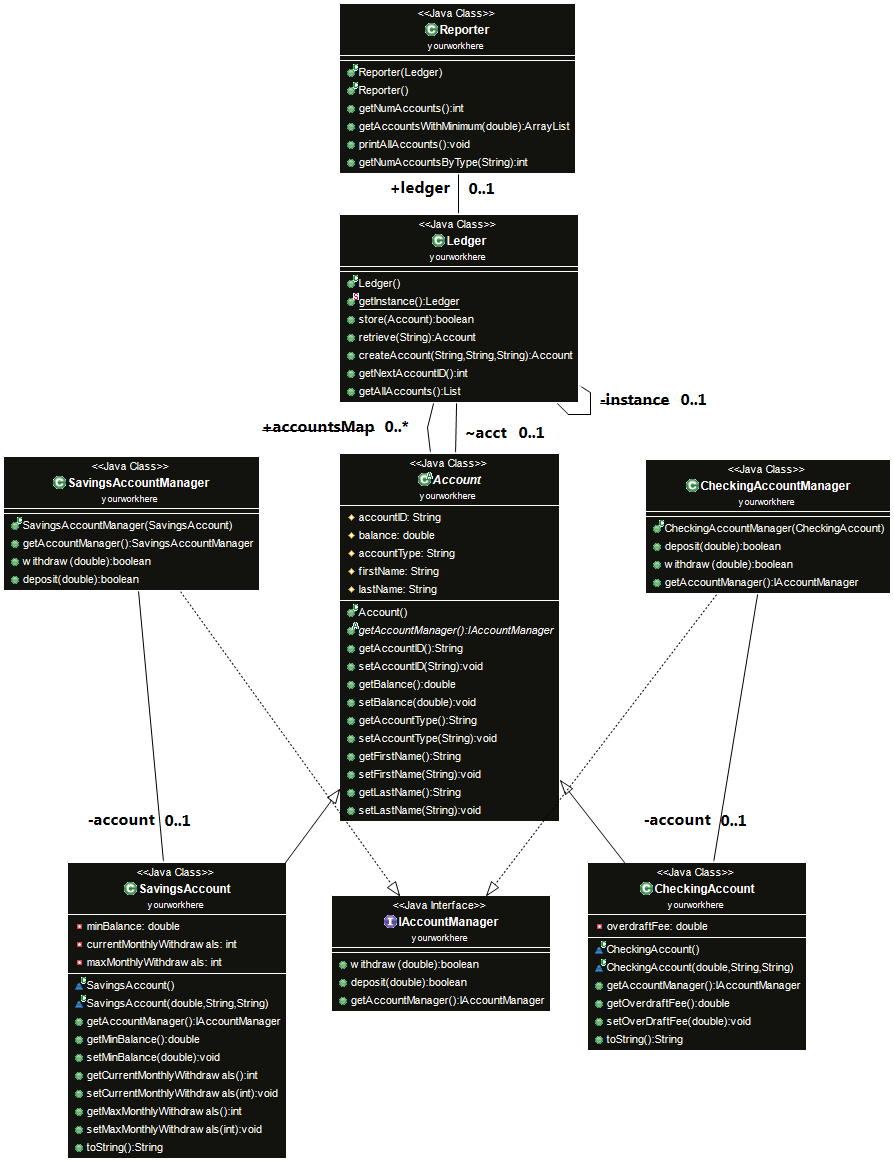 <<Java Class>>
Reporter
yourworkhere
Reporter(Ledger)
Reporter()
getNumAccounts():int
getAccountsWithMinimum(double):ArrayList
printAllAccounts():void
getNumAccountsByType(String):int
+ledger 0..1
<<Java Class>>
Ledger
yourworkhere
Ledger()
getInstance():Ledger
store(Account):boolean
retrieve(String):Account
createAccount(String,String,String):Account
getNextAccountID():int
getAllAccounts():List
-instance 0..1
+accountsMap 0..*
~acct 0..1
<<Java Class>>
SavingsAccountManager
yourworkhere
SavingsAccountManager(SavingsAccount)
getAccountManager():SavingsAccountManager
withdraw(double):boolean
deposit(double):boolean
<<Java Class>>
Account
yourworkhere
accountID: String
balance: double
accountType: String
firstName: String
lastName: String
Account()
getAccountManager():IAccountManager
getAccountID():String
setAccountID(String):void
getBalance():double
setBalance(double):void
getAccountType():String
setAccountType(String):void
getFirstName():String
setFirstName(String):void
getLastName():String
setLastName(String):void
<<Java Class>>
CheckingAccountManager
yourworkhere
CheckingAccountManager(CheckingAccount)
deposit(double):boolean
withdraw(double):boolean
getAccountManager():IAccountManager
-account 0..1
-account 0..1
<<Java Class>>
SavingsAccount
yourworkhere
minBalance: double
currentMonthlyWithdrawals: int
maxMonthlyWithdrawals: int
SavingsAccount()
SavingsAccount(double,String,String)
getAccountManager():IAccountManager
getMinBalance():double
setMinBalance(double):void
getCurrentMonthlyWithdrawals():int
setCurrentMonthlyWithdrawals(int):void
getMaxMonthlyWithdrawals():int
setMaxMonthlyWithdrawals(int):void
toString():String
<<Java Interface>>
IAccountManager
yourworkhere
withdraw(double):boolean
deposit(double):boolean
getAccountManager():IAccountManager
<<Java Class>>
CheckingAccount
yourworkhere
overdraftFee: double
CheckingAccount()
CheckingAccount(double,String,String)
getAccountManager():IAccountManager
getOverdraftFee():double
setOverDraftFee(double):void
toString():String